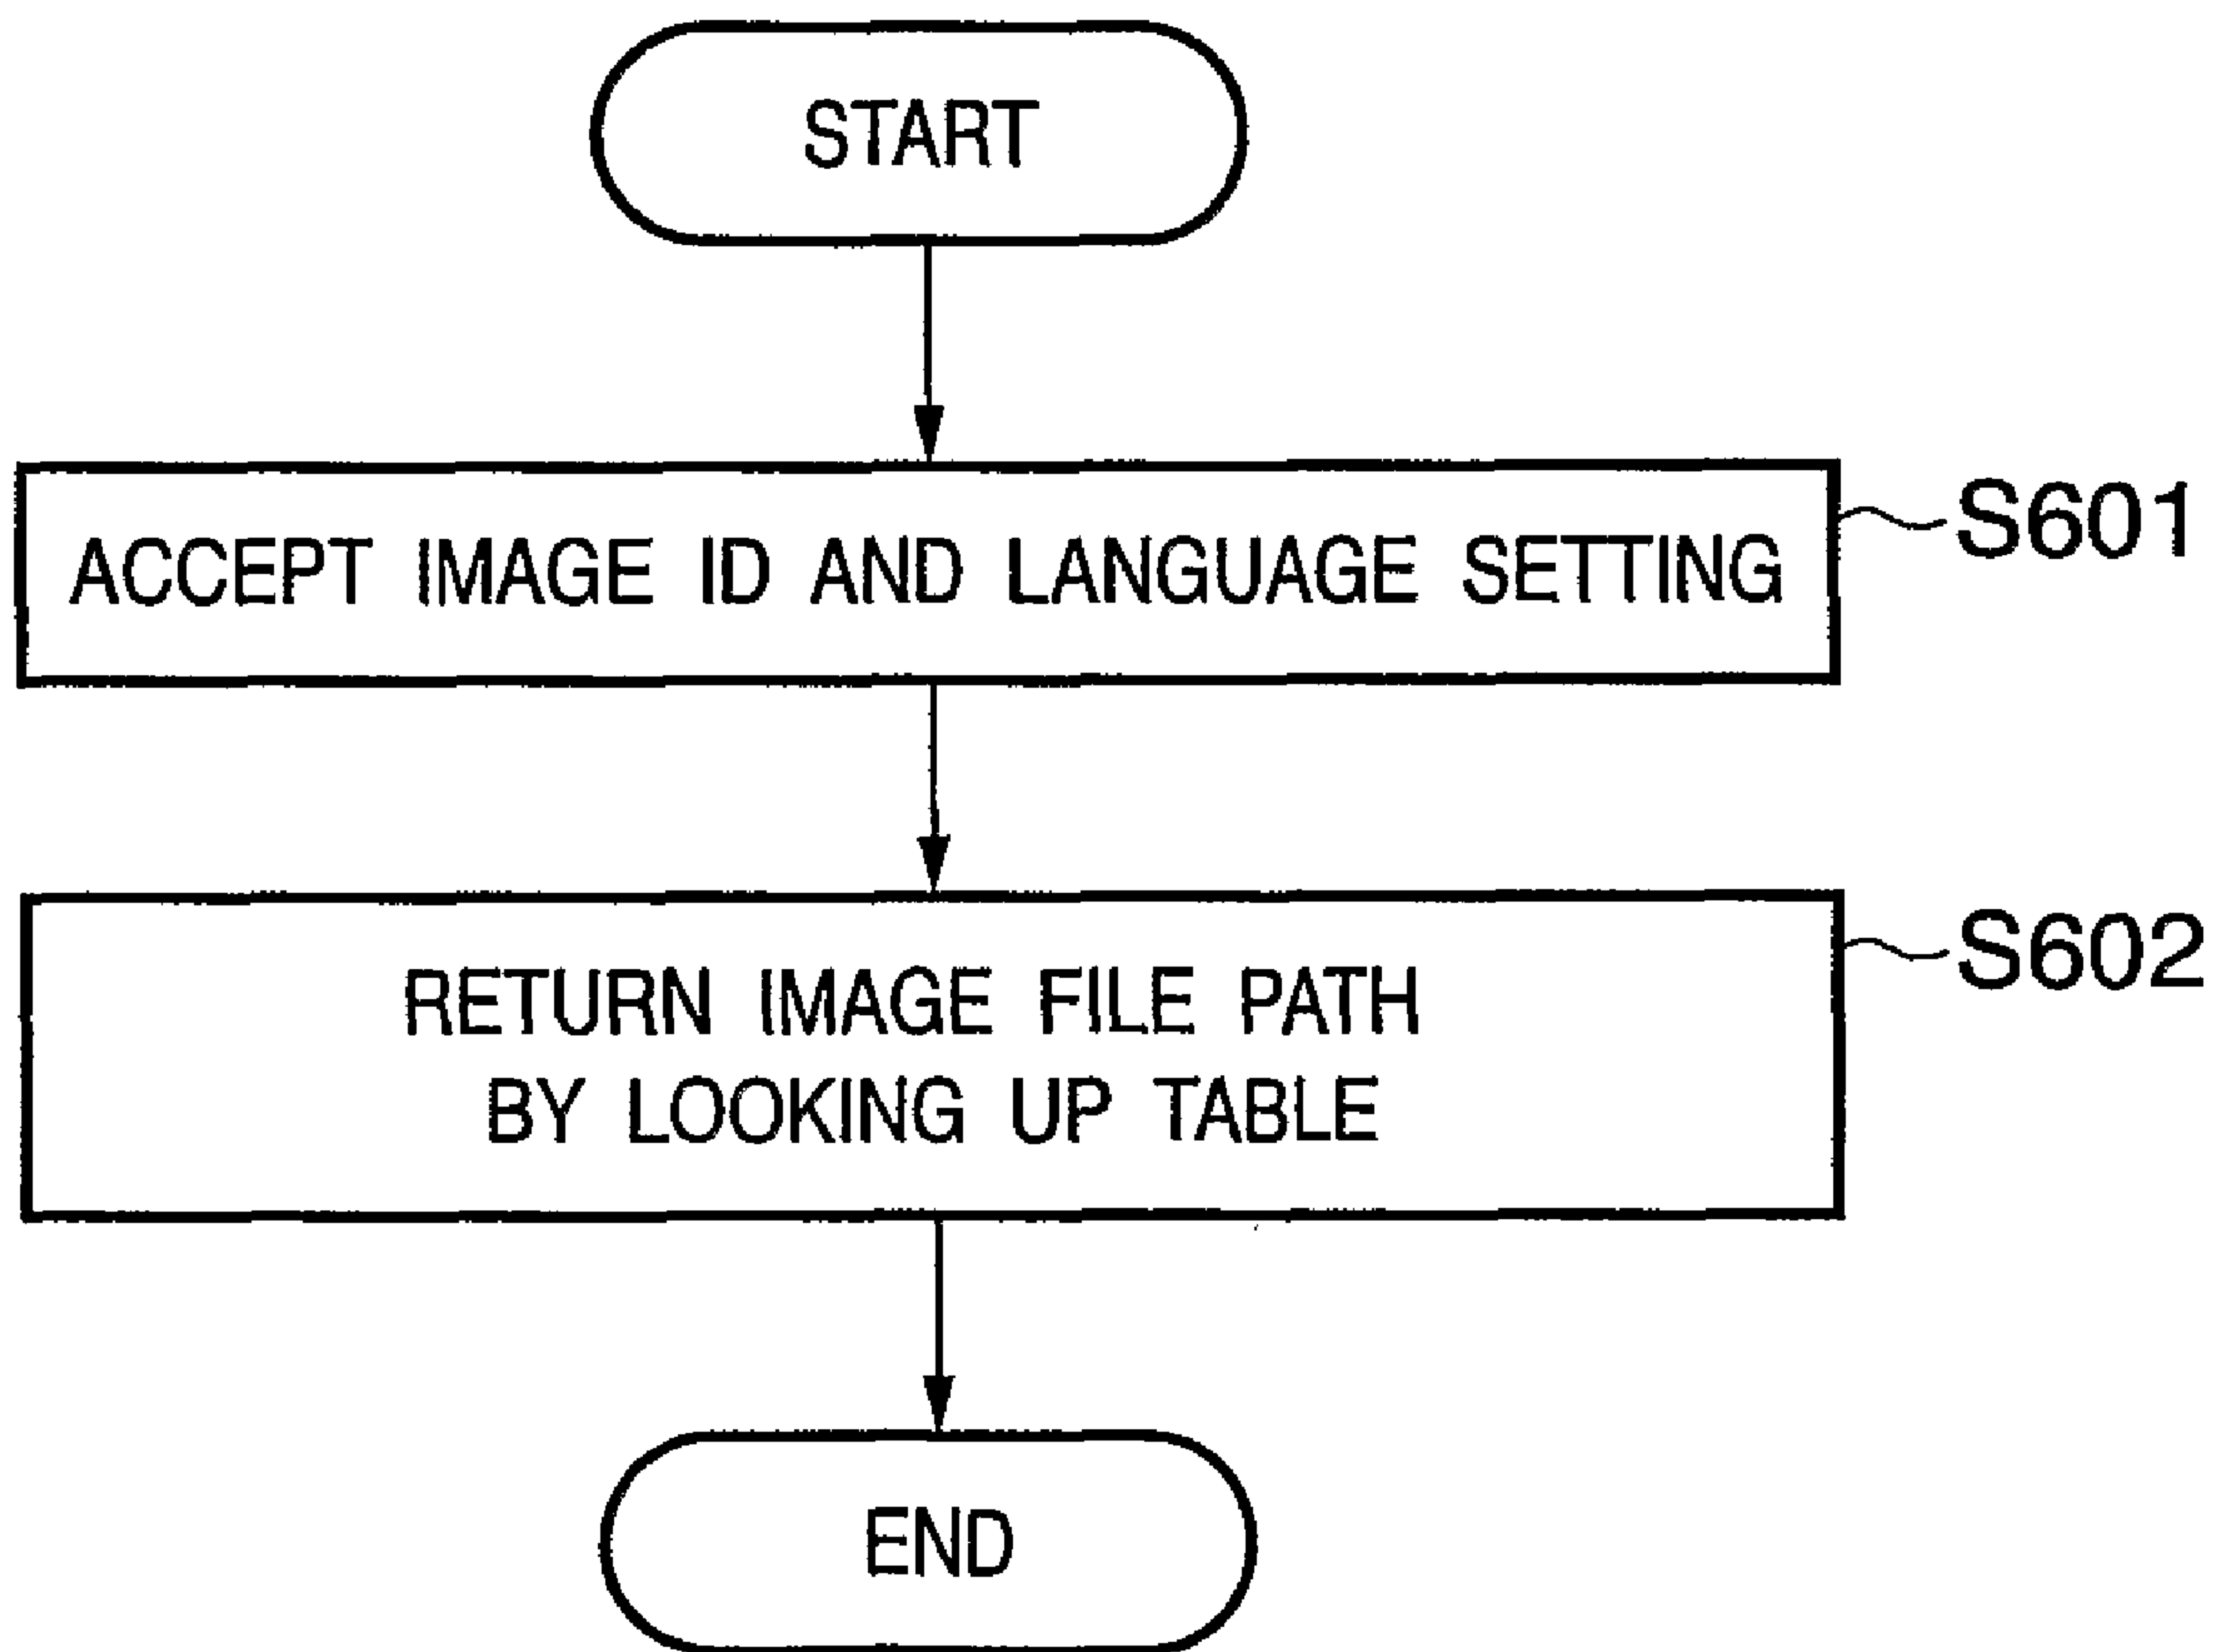 START
ACCEPT IMAGE ID AND LANGUAGE SETTING
S601
RETURN IMAGE FILE PATH
BY LOOKING UP TABLE
S602
END